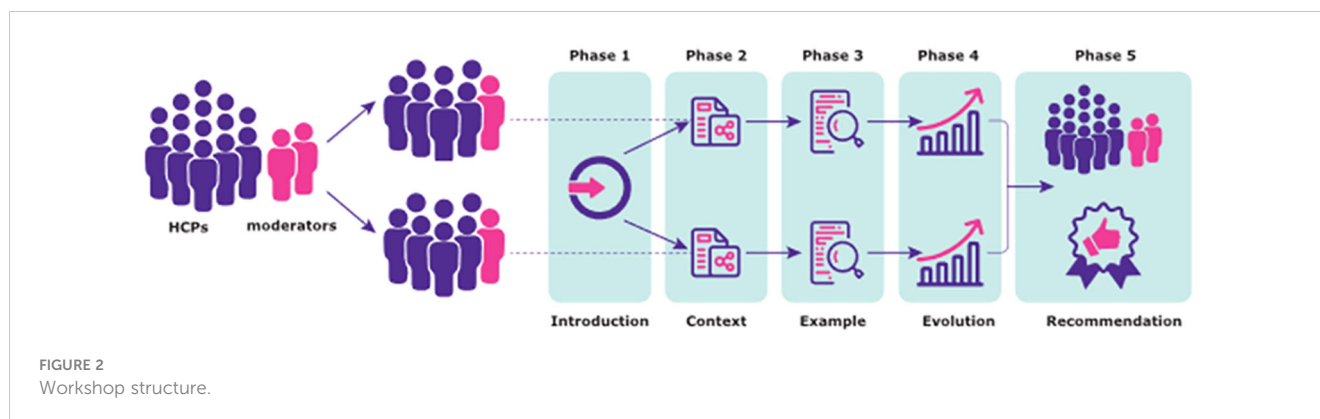 Phase 1 Phase 2 Phase 3 Phase 4 Phase 5
HCPs moderators
Introduction Context Example Evolution Recommendation
FIGURE 2
Workshop structure.